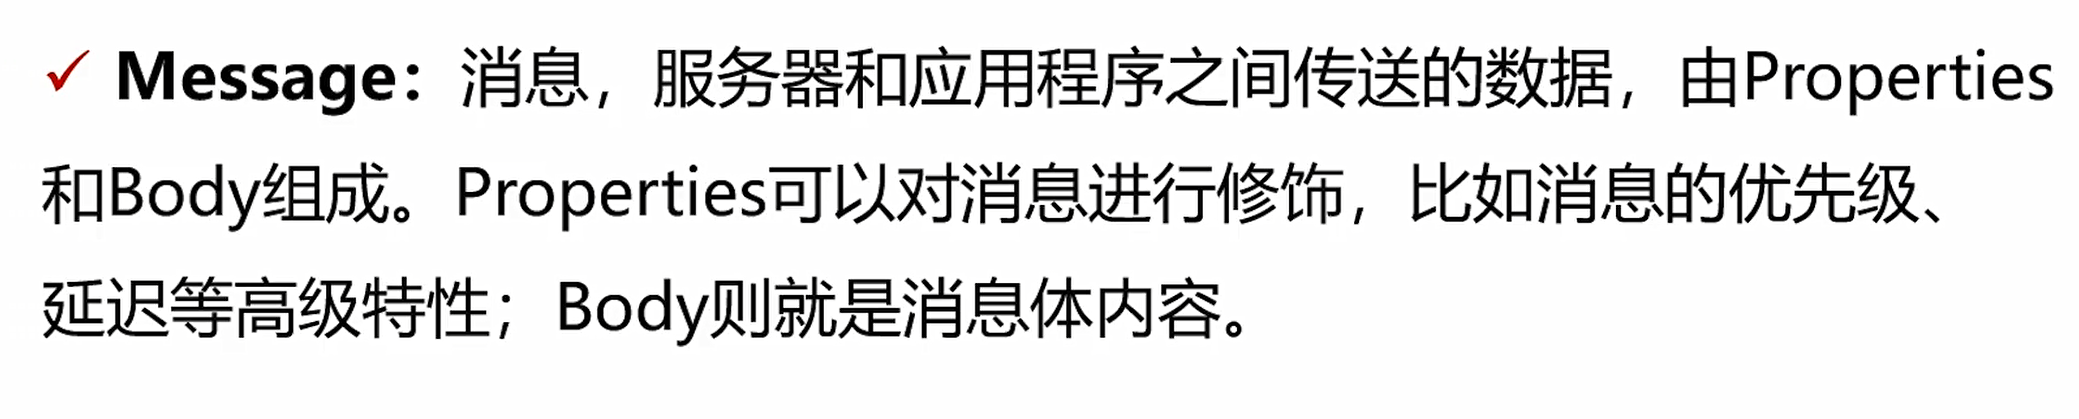 ✓ Message：消息，服务器和应用程序之间传送的数据，由Properties
和Body组成。Properties可以对消息进行修饰，比如消息的优先级、
延迟等高级特性；Body则就是消息体内容。